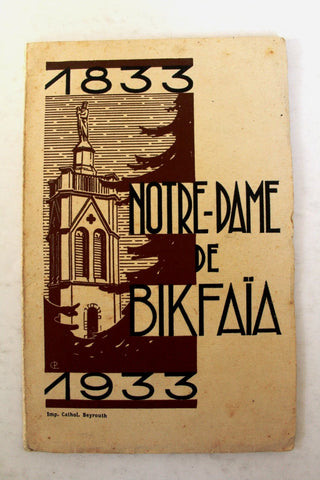 1833
NOTRE-DAME
DE
BIKFAÏA
1933
Imp. Cathol. Beyrouth